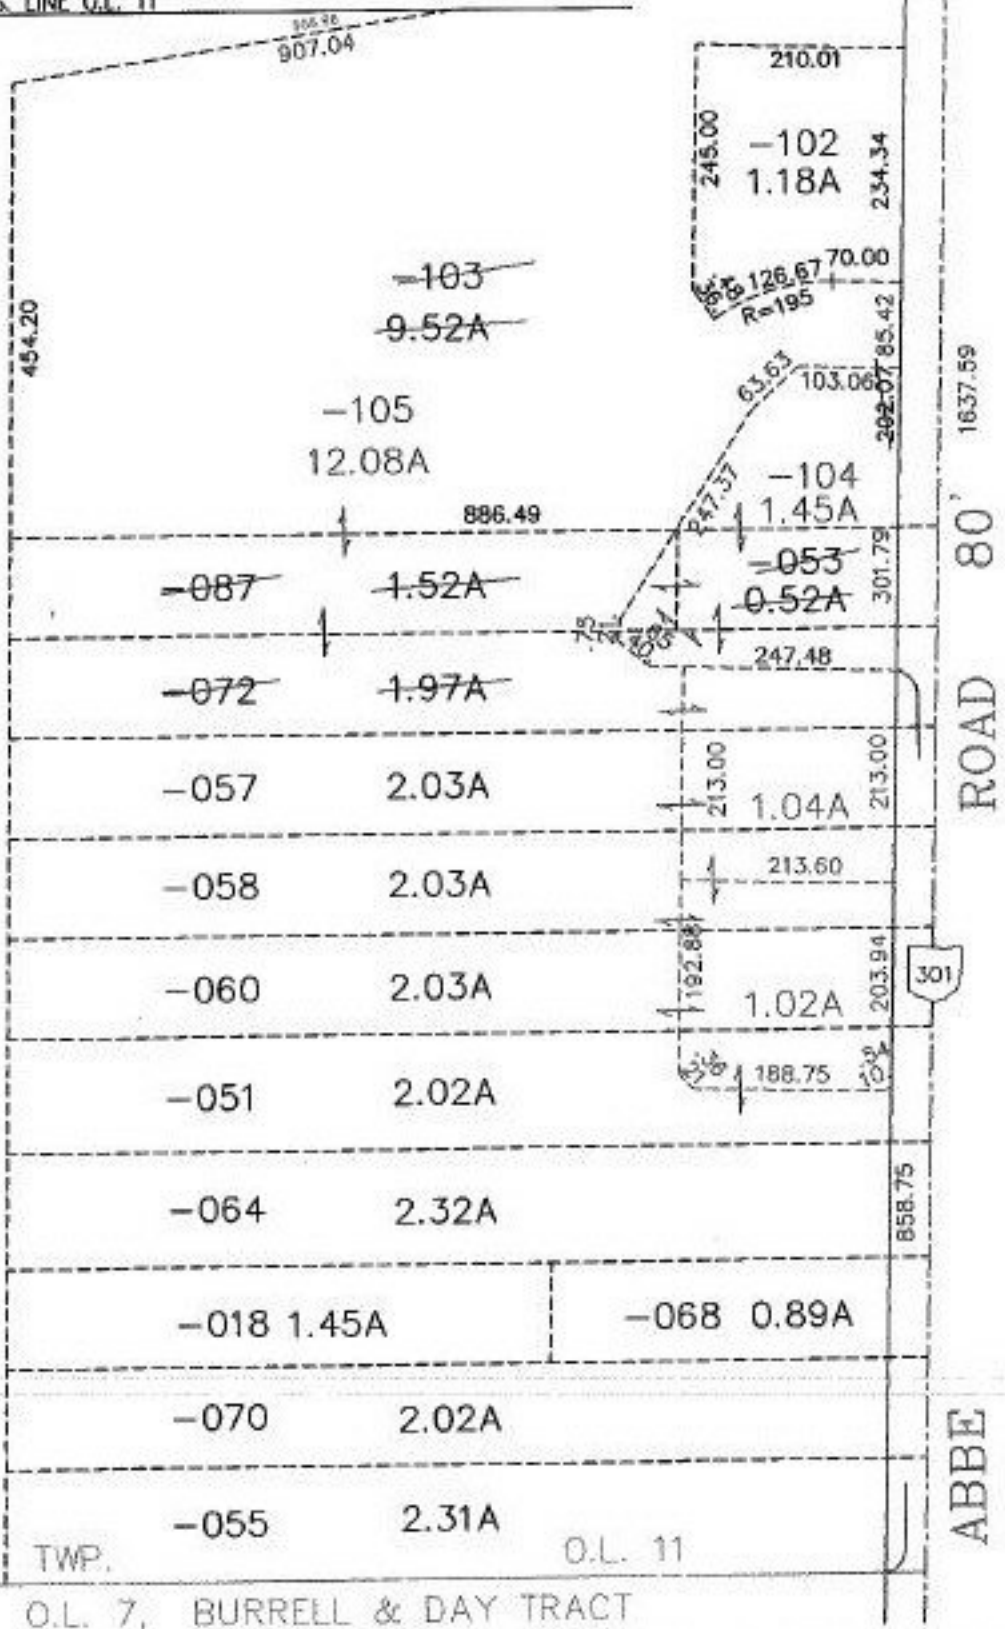 LINE O.L. 11
907.04
210.01
245.00
-102
1.18A
234.34
70.00
126.67
R=195
85.42
-103
9.52A
454.20
63.63
103.06
202.07
1637.59
-105
12.08A
247.37
-104
1.45A
80'
886.49
-053
0.52A
301.79
-087 1.52A
247.48
-072 1.97A
ROAD
-057 2.03A
213.00
1.04A
213.00
-058 2.03A
213.60
-060 2.03A
192.88
1.02A
203.94
301
-051 2.02A
188.75
-064 2.32A
858.75
-018 1.45A
-068 0.89A
-070 2.02A
ABBE
-055 2.31A
TWP.
O.L. 11
O.L. 7, BURRELL & DAY TRACT